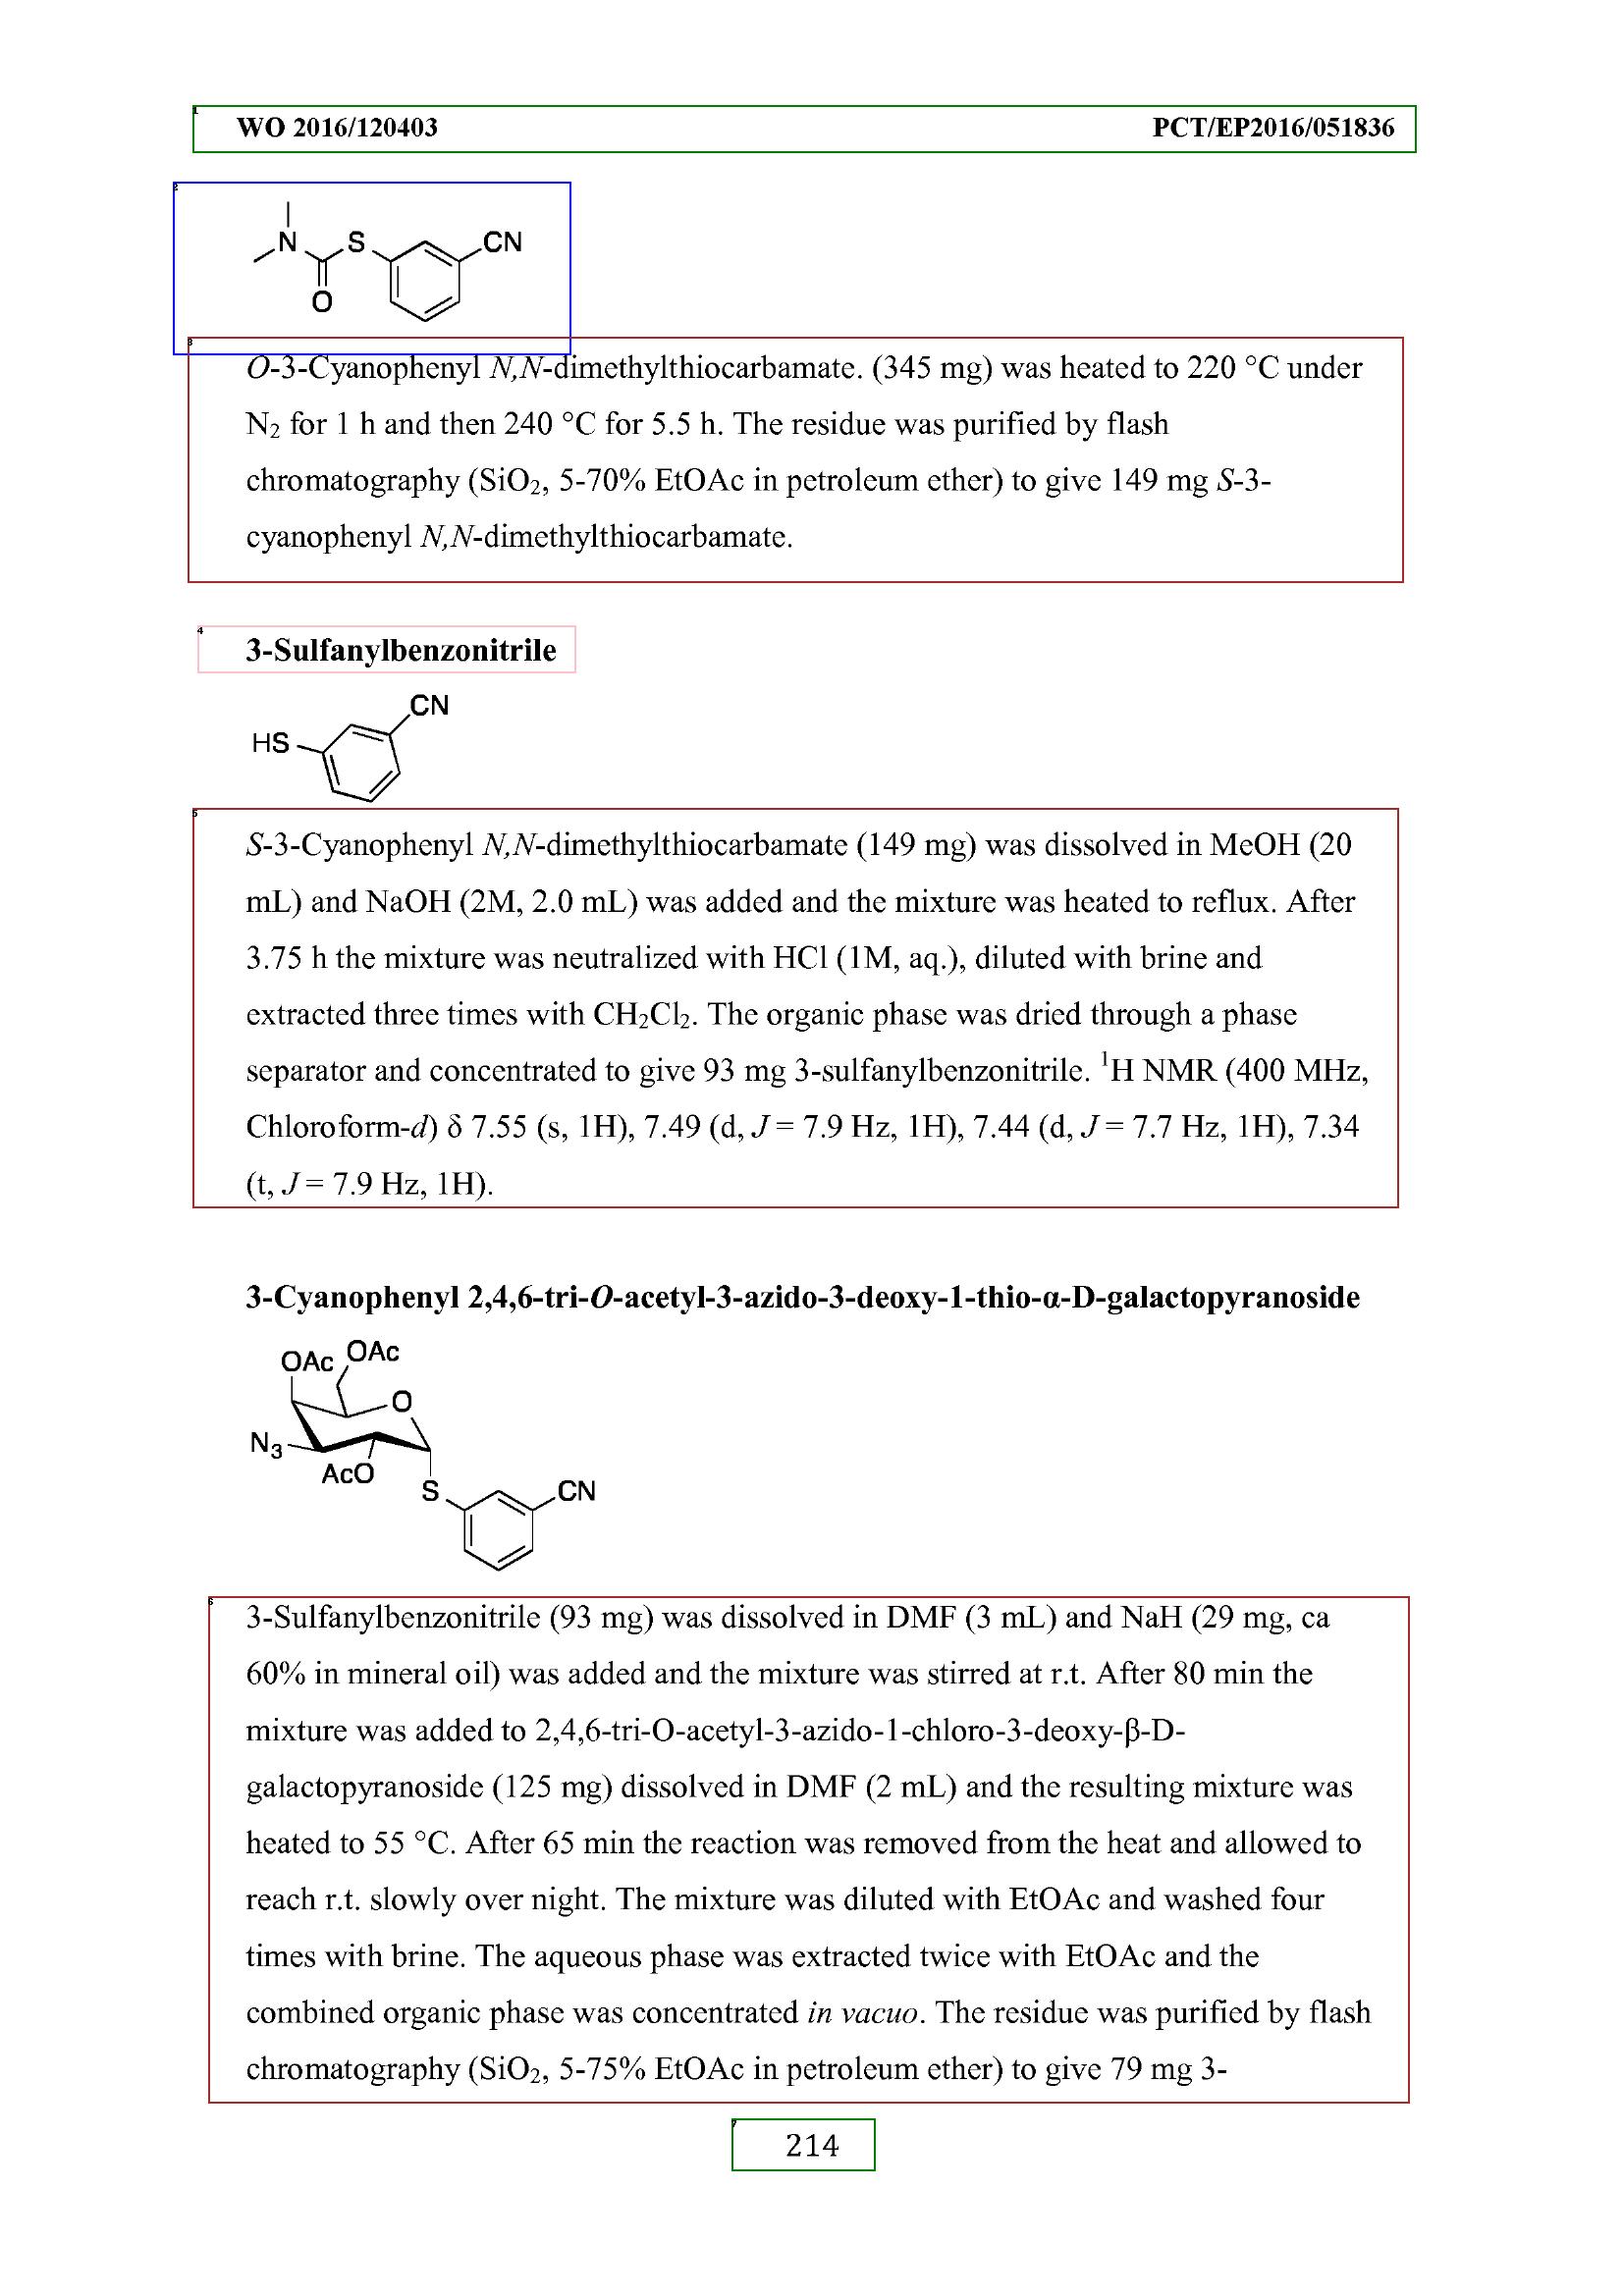 WO 2016/120403 PCT/EP2016/051836
N S CN
O
O-3-Cyanophenyl N,N-dimethylthiocarbamate. (345 mg) was heated to 220 °C under
N₂ for 1 h and then 240 °C for 5.5 h. The residue was purified by flash
chromatography (SiO₂, 5-70% EtOAc in petroleum ether) to give 149 mg S-3-
cyanophenyl N,N-dimethylthiocarbamate.
3-Sulfanylbenzonitrile
CN
HS
S-3-Cyanophenyl N,N-dimethylthiocarbamate (149 mg) was dissolved in MeOH (20
mL) and NaOH (2M, 2.0 mL) was added and the mixture was heated to reflux. After
3.75 h the mixture was neutralized with HCl (1M, aq.), diluted with brine and
extracted three times with CH₂Cl₂. The organic phase was dried through a phase
separator and concentrated to give 93 mg 3-sulfanylbenzonitrile. ¹H NMR (400 MHz,
Chloroform-d) δ 7.55 (s, 1H), 7.49 (d, J = 7.9 Hz, 1H), 7.44 (d, J = 7.7 Hz, 1H), 7.34
(t, J = 7.9 Hz, 1H).
3-Cyanophenyl 2,4,6-tri-O-acetyl-3-azido-3-deoxy-1-thio-α-D-galactopyranoside
OAc OAc
O
N₃
AcO
S CN
3-Sulfanylbenzonitrile (93 mg) was dissolved in DMF (3 mL) and NaH (29 mg, ca
60% in mineral oil) was added and the mixture was stirred at r.t. After 80 min the
mixture was added to 2,4,6-tri-O-acetyl-3-azido-1-chloro-3-deoxy-β-D-
galactopyranoside (125 mg) dissolved in DMF (2 mL) and the resulting mixture was
heated to 55 °C. After 65 min the reaction was removed from the heat and allowed to
reach r.t. slowly over night. The mixture was diluted with EtOAc and washed four
times with brine. The aqueous phase was extracted twice with EtOAc and the
combined organic phase was concentrated in vacuo. The residue was purified by flash
chromatography (SiO₂, 5-75% EtOAc in petroleum ether) to give 79 mg 3-
214